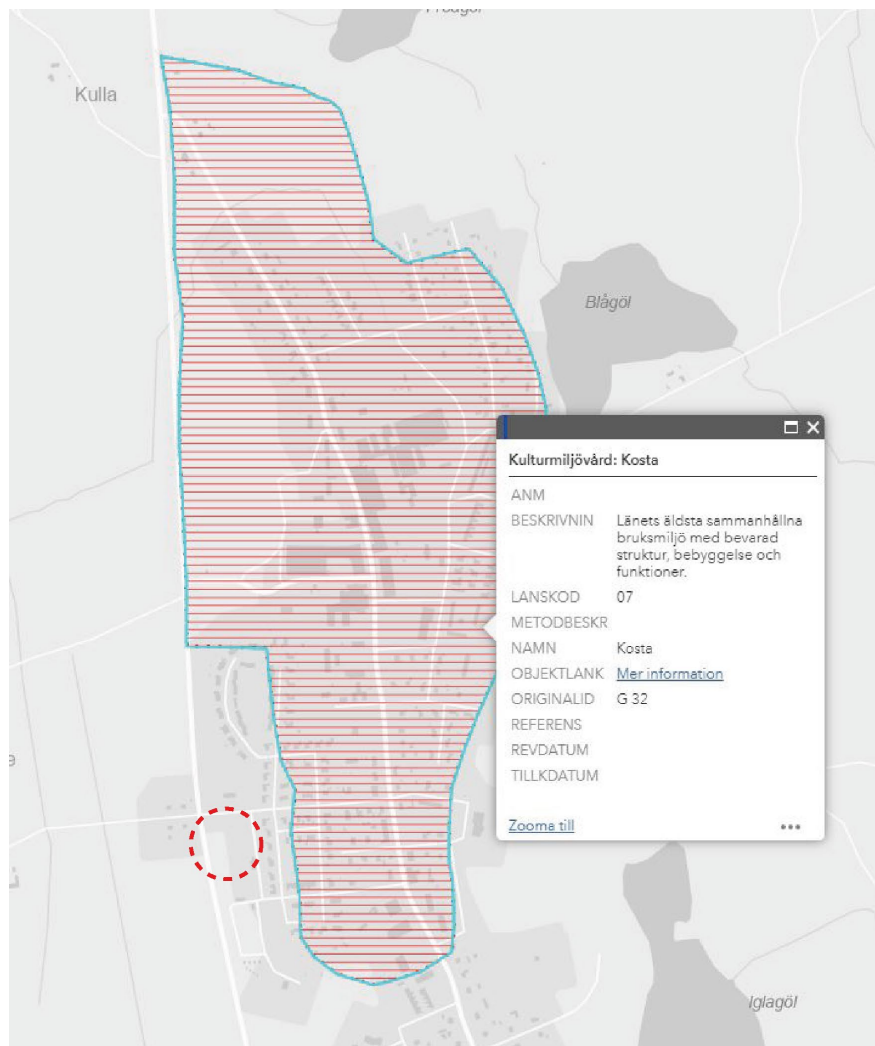 Kulla
Blågöl
Kulturmiljövård: Kosta
ANM
BESKRIVNIN Länets äldsta sammanhållna
bruksmiljö med bevarad
struktur, bebyggelse och
funktioner.
LANSKOD 07
METODBESKR
NAMN Kosta
OBJEKTLANK Mer information
ORIGINALID G 32
REFERENS
REVDATUM
TILLKDATUM
Zooma till
Iglagöl